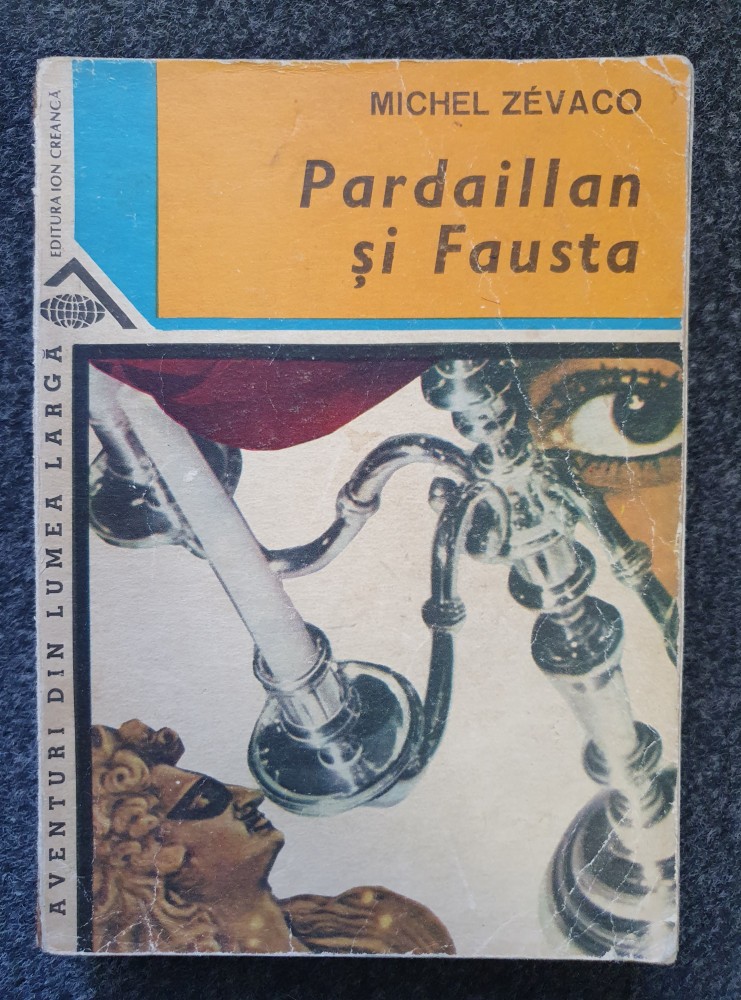 MICHEL ZÉVACO
Pardaillan
și Fausta
EDITURA ION CREANGĂ
AVENTURI DIN LUMEA LARGĂ